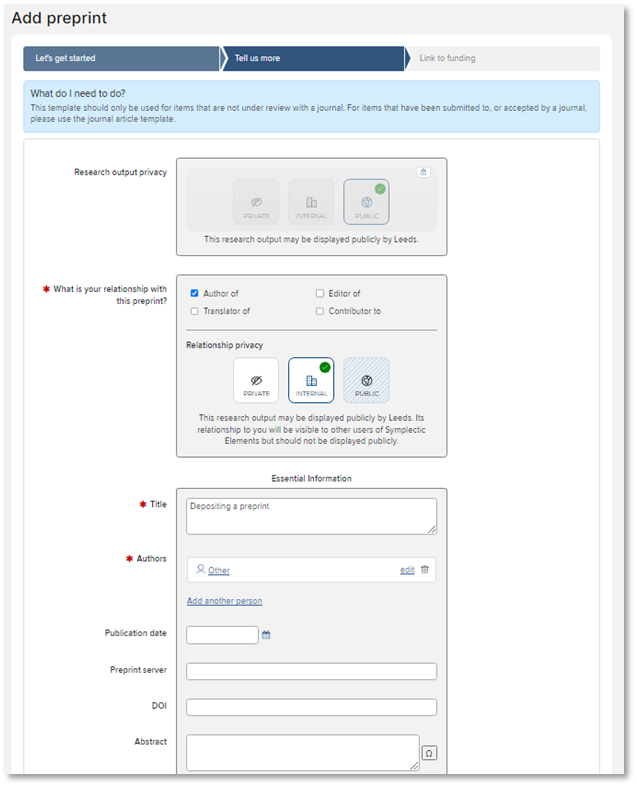 Add preprint
Let's get started
Tell us more
Link to funding
What do I need to do?
This template should only be used for items that are not under review with a journal. For items that have been submitted to, or accepted by a journal,
please use the journal article template.
Research output privacy
PRIVATE
INTERNAL
PUBLIC
This research output may be displayed publicly by Leeds.
* What is your relationship with
this preprint?
Author of
Editor of
Translator of
Contributor to
Relationship privacy
PRIVATE
INTERNAL
PUBLIC
This research output may be displayed publicly by Leeds. Its
relationship to you will be visible to other users of Symplectic
Elements but should not be displayed publicly.
Essential Information
* Title
Depositing a preprint
* Authors
Other
edit
Add another person
Publication date
Preprint server
DOI
Abstract
Ω